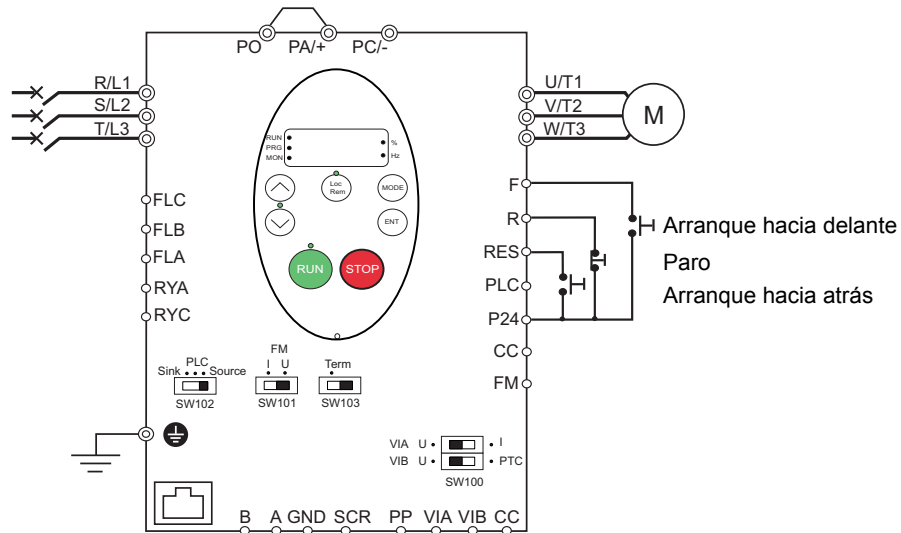 PO PA/+ PC/-
R/L1
S/L2
T/L3
U/T1
V/T2
W/T3
M
RUN
PRG
MON
%
Hz
Loc
Rem
MODE
ENT
RUN
STOP
FLC
FLB
FLA
RYA
RYC
F
R
RES
PLC
P24
CC
FM
Arranque hacia delante
Paro
Arranque hacia atrás
PLC
Sink Source
SW102
FM
I U
SW101
Term
SW103
VIA U I
VIB U PTC
SW100
B A GND SCR PP VIA VIB CC